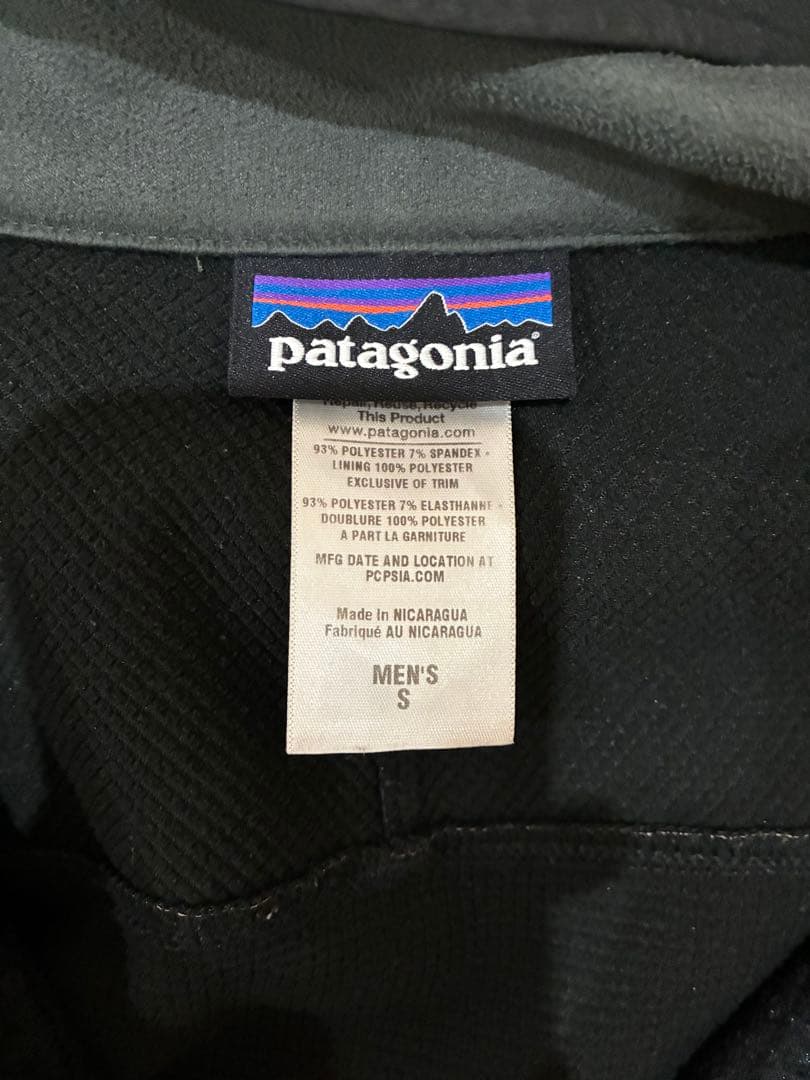 patagonia®
Repair, Reuse, Recycle
This Product
www.patagonia.com
93% POLYESTER 7% SPANDEX -
LINING 100% POLYESTER
EXCLUSIVE OF TRIM
93% POLYESTER 7% ELASTHANNE -
DOUBLURE 100% POLYESTER
A PART LA GARNITURE
MFG DATE AND LOCATION AT
PCPSIA.COM
Made In NICARAGUA
Fabriqué AU NICARAGUA
MEN'S
S